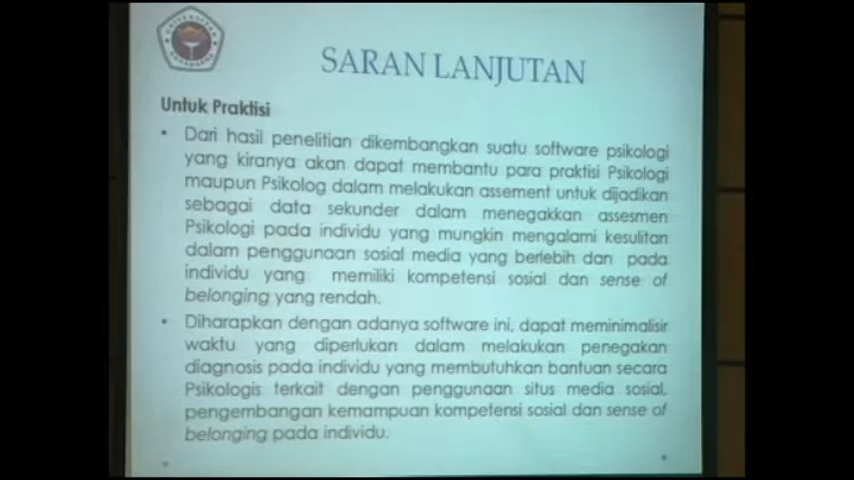 SARAN LANJUTAN
Untuk Praktisi
• Dari hasil penelitian dikembangkan suatu software psikologi
yang kiranya akan dapat membantu para praktisi Psikologi
maupun Psikolog dalam melakukan assement untuk dijadikan
sebagai data sekunder dalam menegakkan assesmen
Psikologi pada individu yang mungkin mengalami kesulitan
dalam penggunaan sosial media yang berlebih dan pada
individu yang memiliki kompetensi sosial dan sense of
belonging yang rendah.
• Diharapkan dengan adanya software ini, dapat meminimalisir
waktu yang diperlukan dalam melakukan penegakan
diagnosis pada individu yang membutuhkan bantuan secara
Psikologis terkait dengan penggunaan situs media sosial,
pengembangan kemampuan kompetensi sosial dan sense of
belonging pada individu.